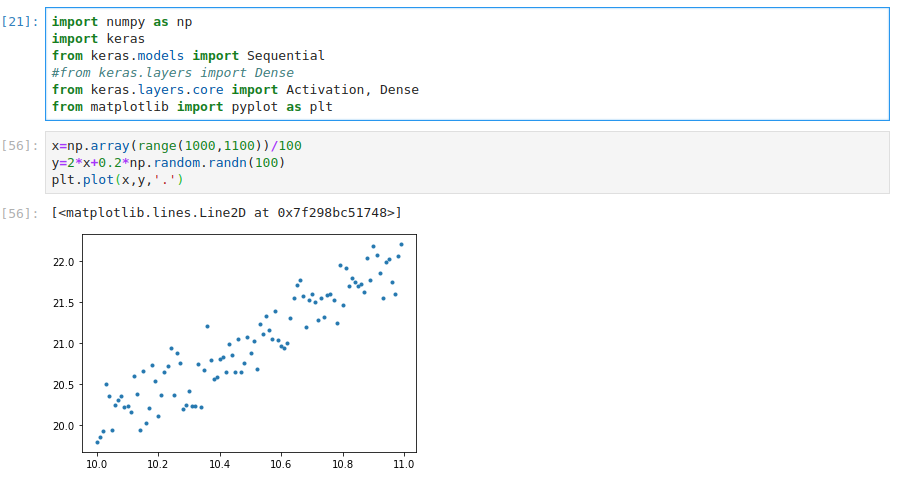 [21]: import numpy as np
import keras
from keras.models import Sequential
#from keras.layers import Dense
from keras.layers.core import Activation, Dense
from matplotlib import pyplot as plt
[56]: x=np.array(range(1000,1100))/100
y=2*x+0.2*np.random.randn(100)
plt.plot(x,y,'.')
[56]: [<matplotlib.lines.Line2D at 0x7f298bc51748>]
22.0
21.5
21.0
20.5
20.0
10.0 10.2 10.4 10.6 10.8 11.0